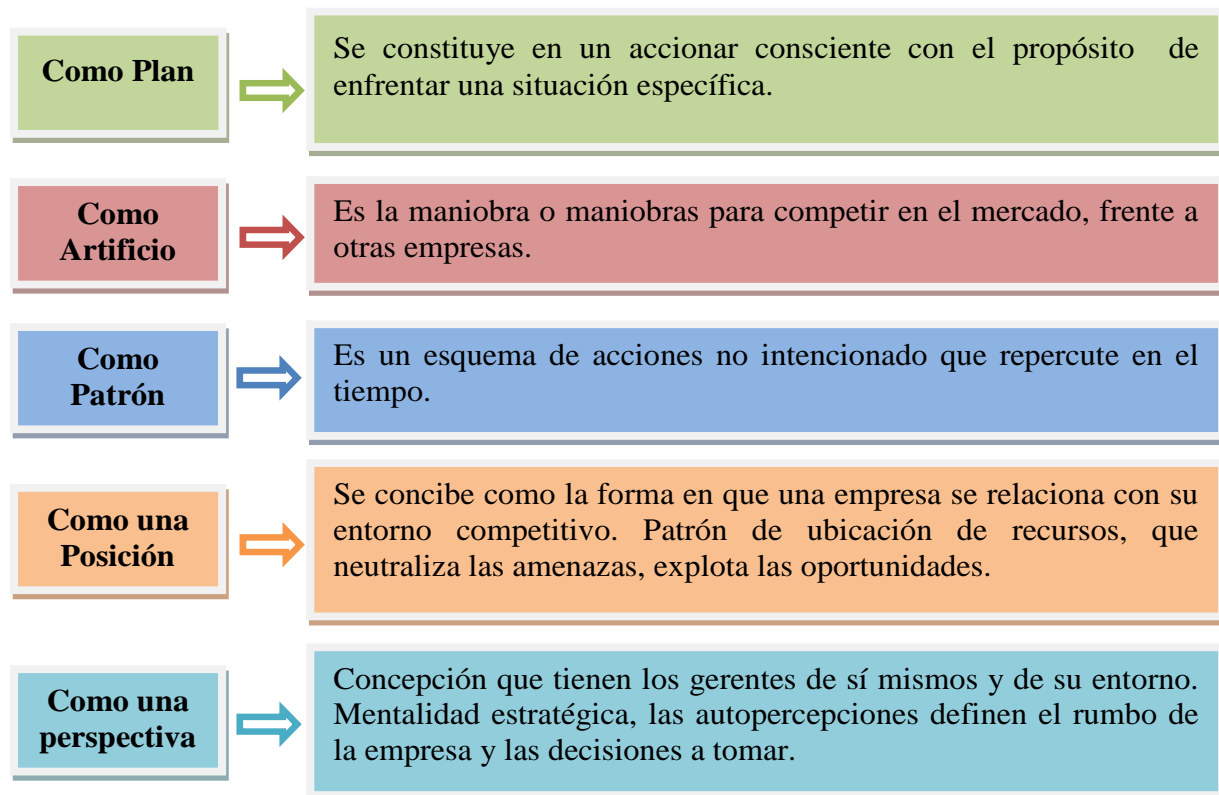 Como Plan
Se constituye en un accionar consciente con el propósito de
enfrentar una situación específica.
Como
Artificio
Es la maniobra o maniobras para competir en el mercado, frente a
otras empresas.
Como
Patrón
Es un esquema de acciones no intencionado que repercute en el
tiempo.
Como una
Posición
Se concibe como la forma en que una empresa se relaciona con su
entorno competitivo. Patrón de ubicación de recursos, que
neutraliza las amenazas, explota las oportunidades.
Como una
perspectiva
Concepción que tienen los gerentes de sí mismos y de su entorno.
Mentalidad estratégica, las autopercepciones definen el rumbo de
la empresa y las decisiones a tomar.